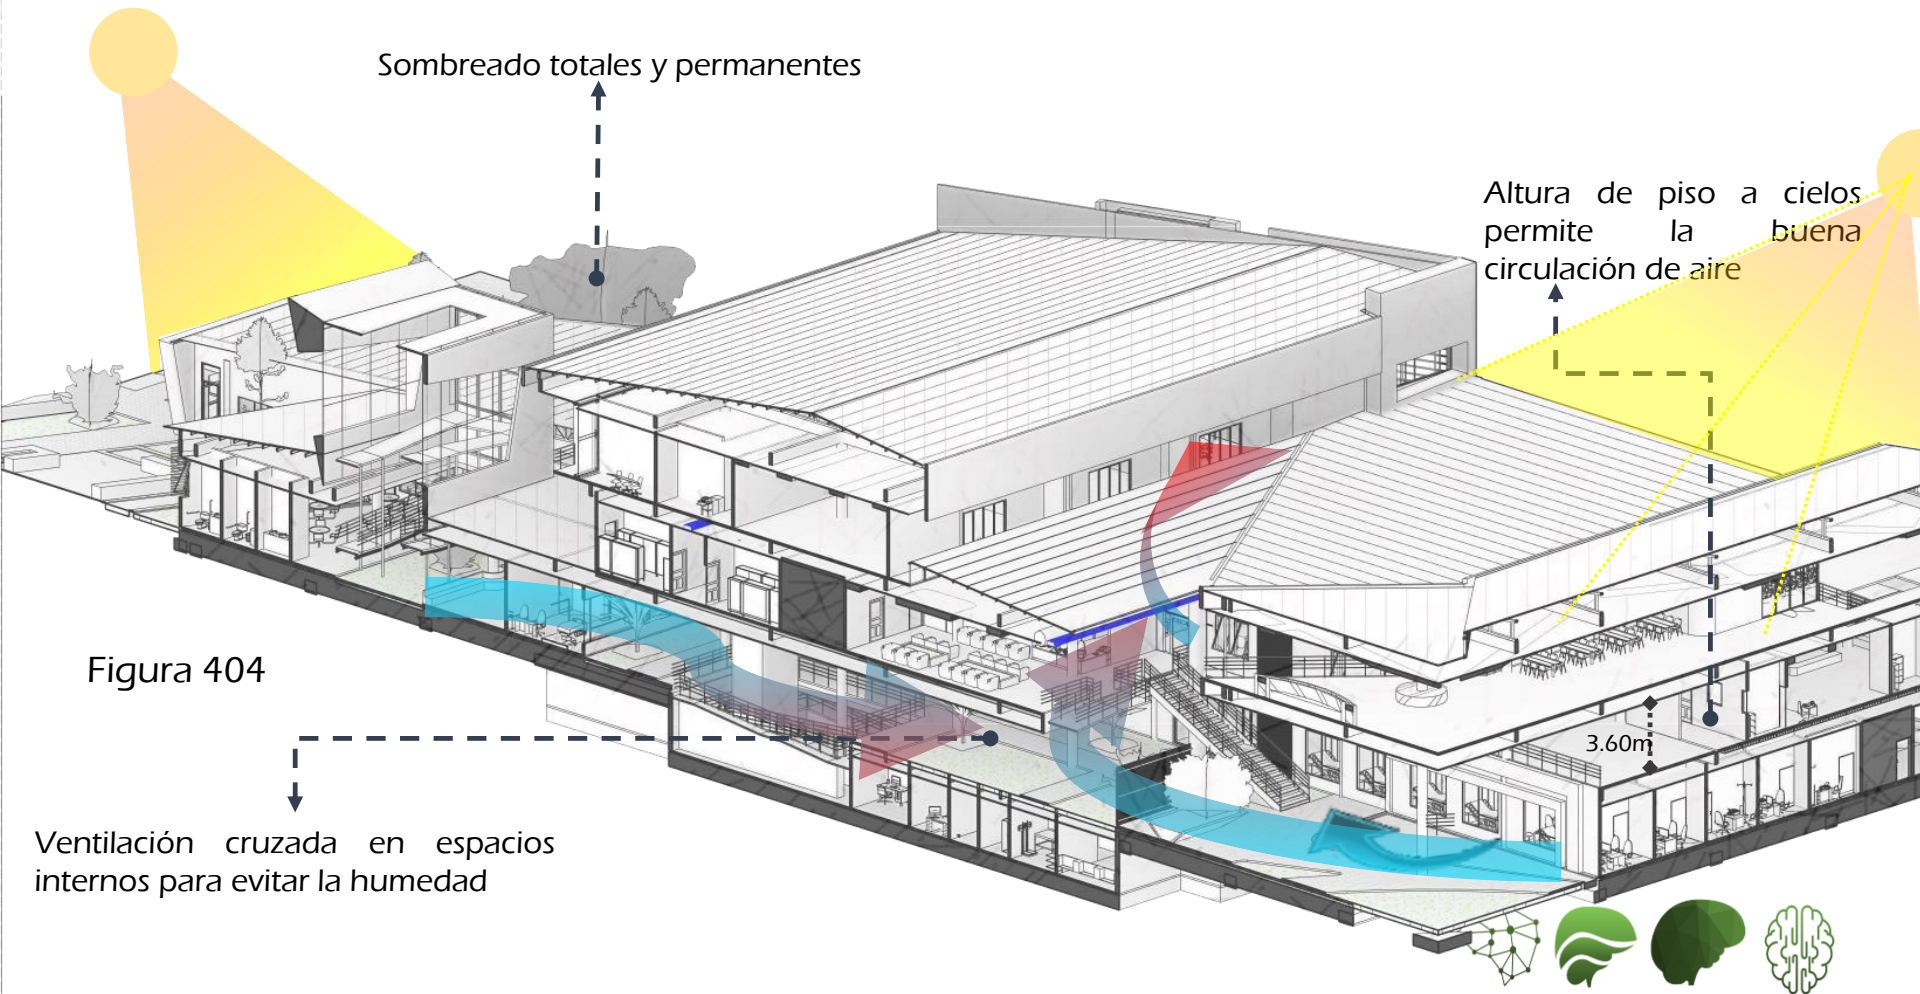 Sombreado totales y permanentes
Altura de piso a cielos
permite la buena
circulación de aire
Figura 404
3.60m
Ventilación cruzada en espacios
internos para evitar la humedad